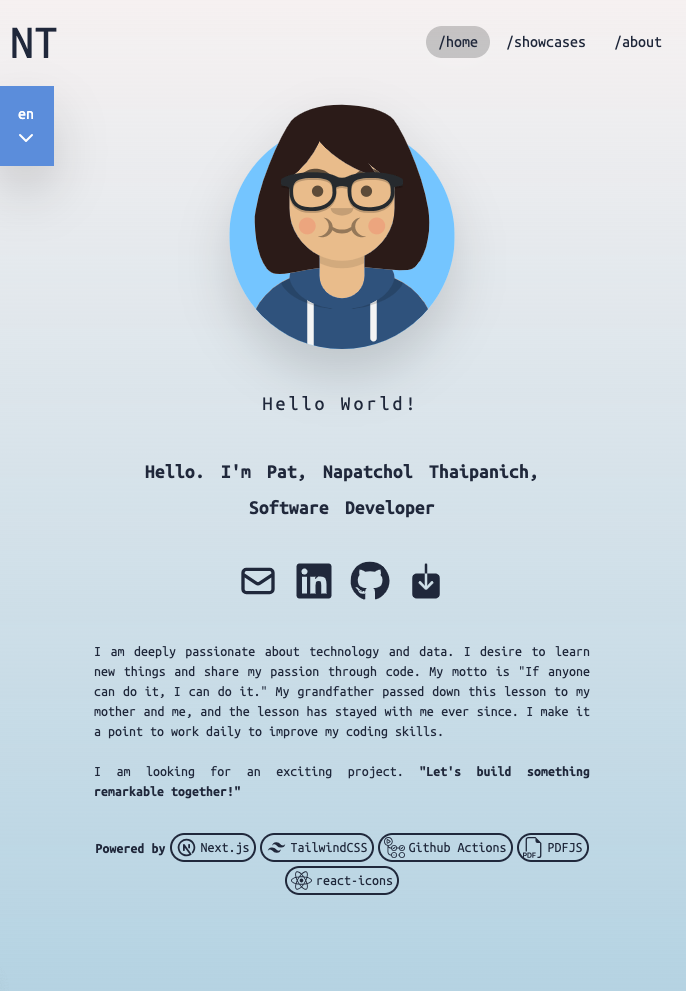 NT
/home /showcases /about
en
Hello World!
Hello. I'm Pat, Napatchol Thaipanich,
Software Developer
in
I am deeply passionate about technology and data. I desire to learn
new things and share my passion through code. My motto is "If anyone
can do it, I can do it." My grandfather passed down this lesson to my
mother and me, and the lesson has stayed with me ever since. I make it
a point to work daily to improve my coding skills.
I am looking for an exciting project. "Let's build something
remarkable together!"
Powered by Next.js TailwindCSS Github Actions PDF PDFJS
react-icons